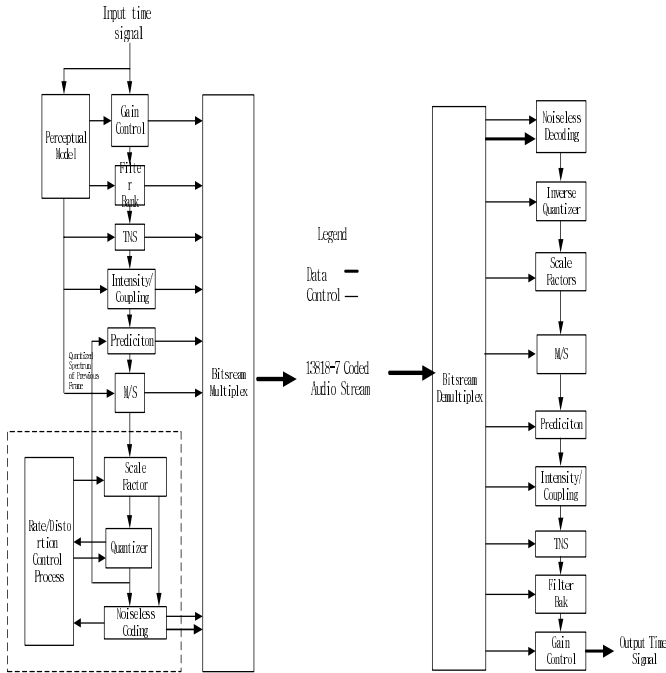 Input time
signal
Perceptual
Model
Gain
Control
Filte
r
Bank
TNS
Intensity/
Coupling
Prediciton
Quantized
Spectrum
of Previous
Frame
M/S
Scale
Factor
Rate/Disto
rtion
Control
Process
Quantizer
Noiseless
Coding
Bitsream
Multiplex
Legend
Data
Control
13818-7 Coded
Audio Stream
Bitsream
Demultiplex
Noiseless
Decoding
Inverse
Quantizer
Scale
Factors
M/S
Prediciton
Intensity/
Coupling
TNS
Filter
Bak
Gain
Control
Output Time
Signal